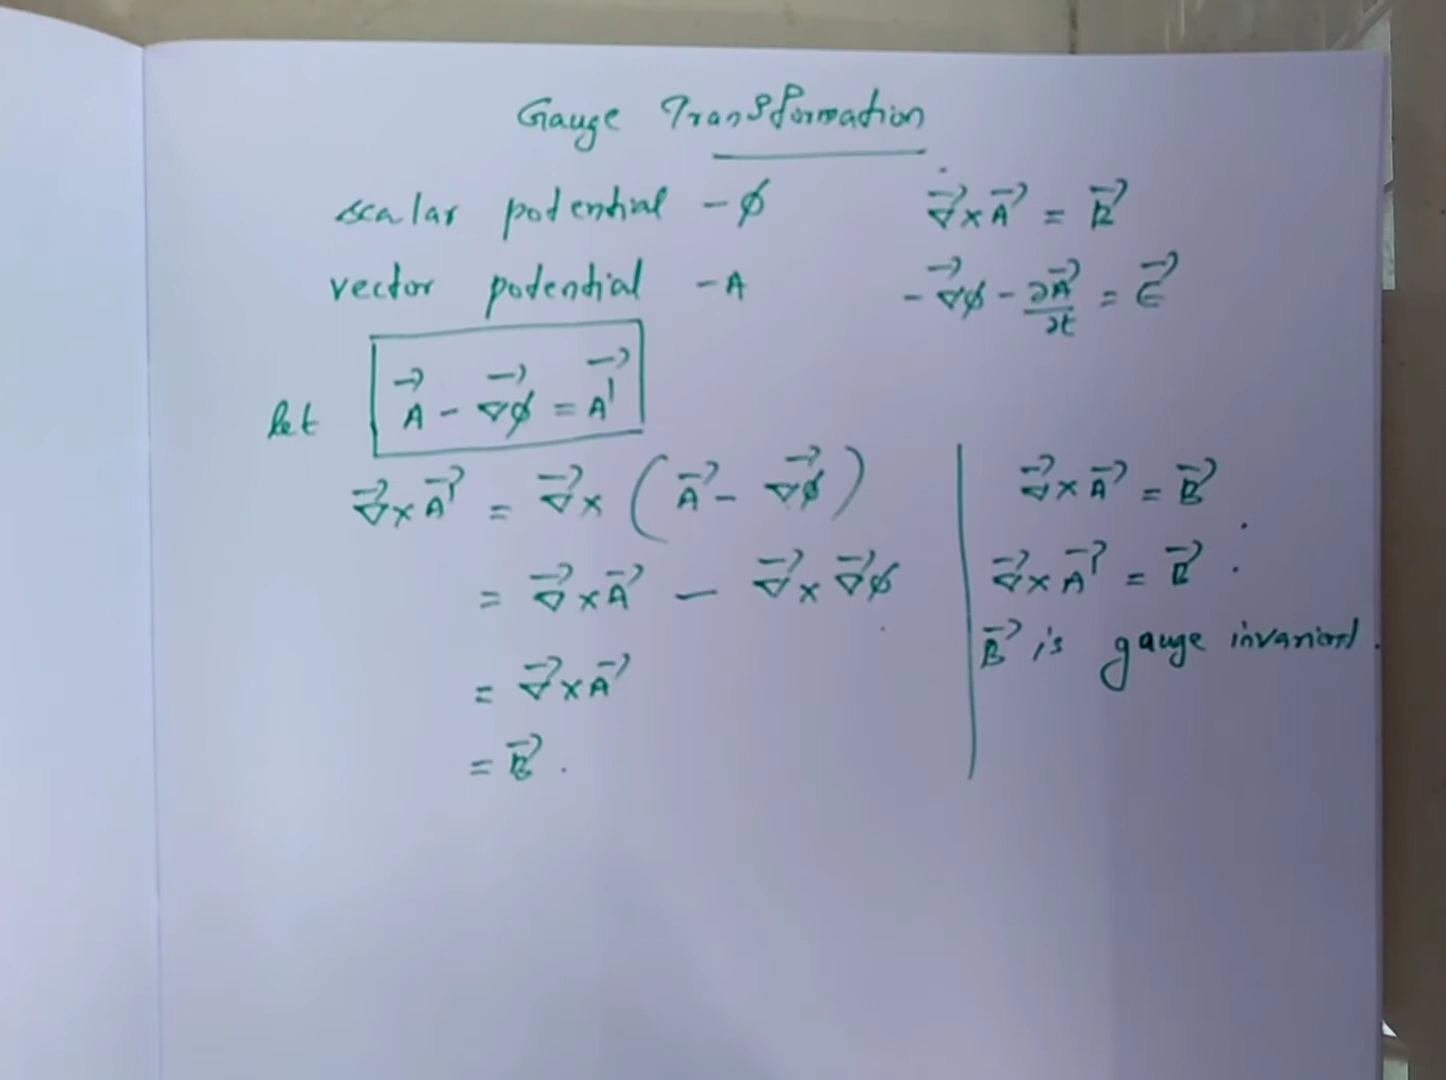 Gauge Transformation
scalar potential - ϕ
∇⃗ × A⃗ = B⃗
vector potential - A
- ∇⃗ϕ - ∂A⃗/∂t = E⃗
let A⃗ - ∇⃗ϕ = A⃗'
∇⃗ × A⃗' = ∇⃗ × (A⃗ - ∇⃗ϕ)
= ∇⃗ × A⃗ - ∇⃗ × ∇⃗ϕ
= ∇⃗ × A⃗
= B⃗ .
∇⃗ × A⃗ = B⃗
∇⃗ × A⃗' = B⃗ .
B⃗ is gauge invariant.